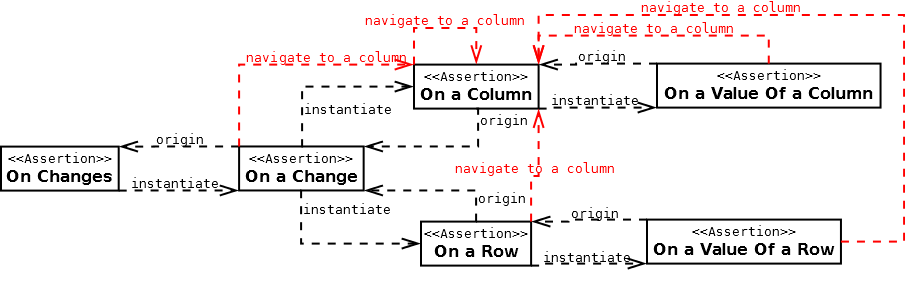 navigate to a column
navigate to a column
navigate to a column
navigate to a column
origin
<<Assertion>>
On a Column
<<Assertion>>
On a Value Of a Column
instantiate
instantiate
origin
origin
<<Assertion>>
On Changes
<<Assertion>>
On a Change
navigate to a column
instantiate
origin
instantiate
origin
<<Assertion>>
On a Row
<<Assertion>>
On a Value Of a Row
instantiate